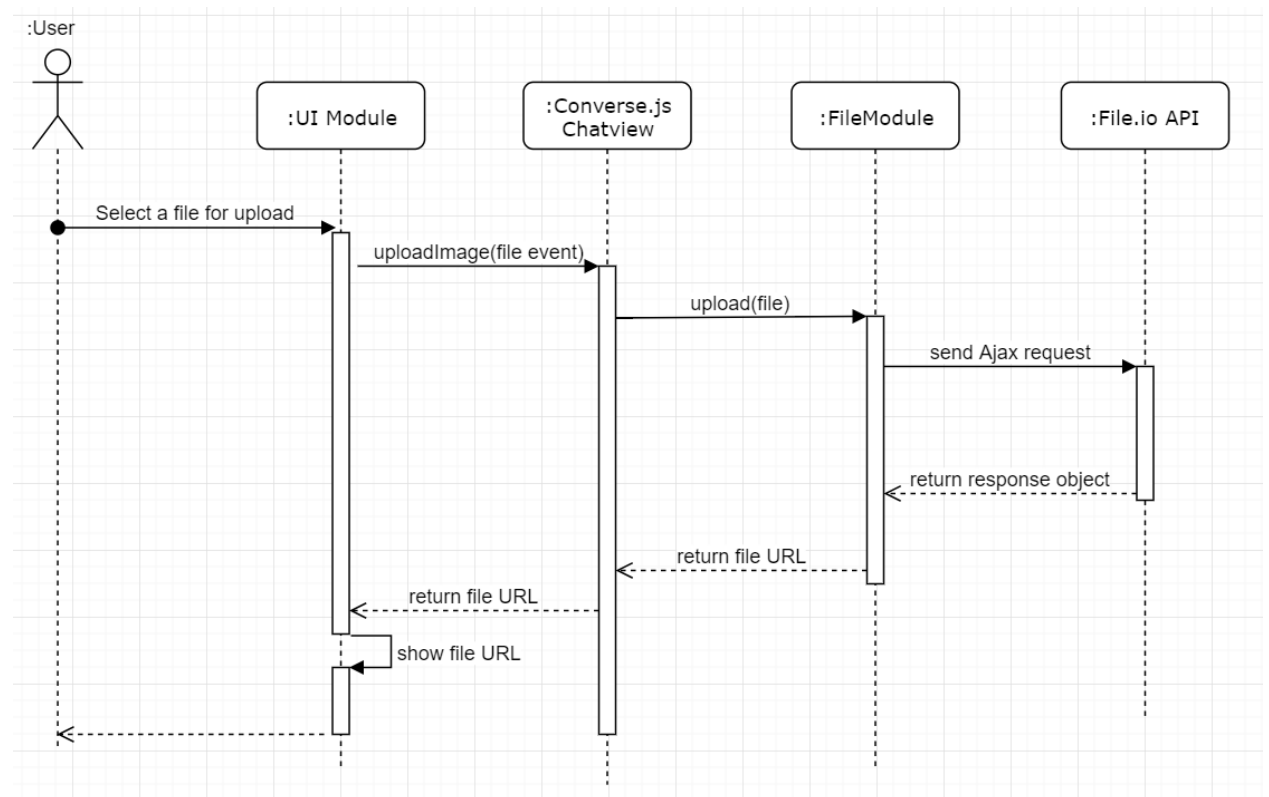 :User
:UI Module
:Converse.js
Chatview
:FileModule
:File.io API
Select a file for upload
uploadImage(file event)
upload(file)
send Ajax request
return response object
return file URL
return file URL
show file URL